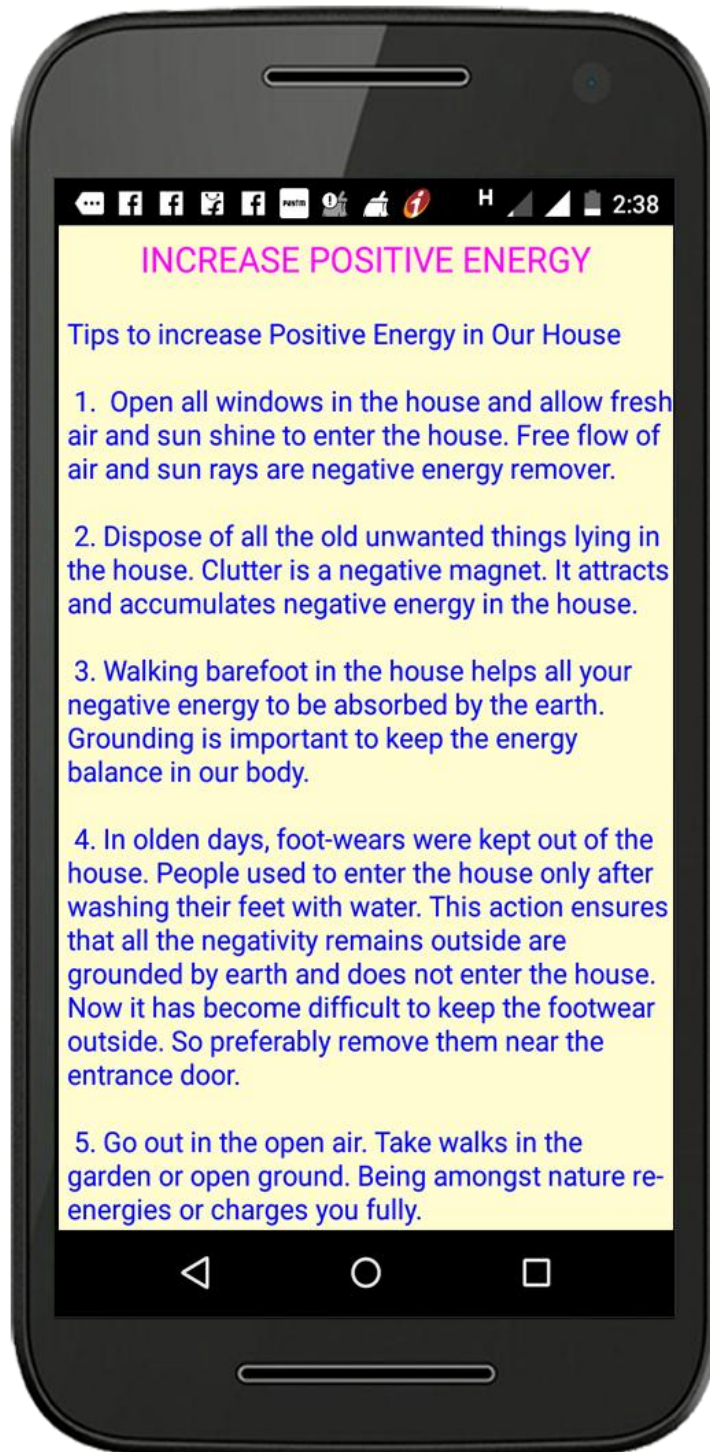 H 2:38
INCREASE POSITIVE ENERGY
Tips to increase Positive Energy in Our House
1. Open all windows in the house and allow fresh
air and sun shine to enter the house. Free flow of
air and sun rays are negative energy remover.
2. Dispose of all the old unwanted things lying in
the house. Clutter is a negative magnet. It attracts
and accumulates negative energy in the house.
3. Walking barefoot in the house helps all your
negative energy to be absorbed by the earth.
Grounding is important to keep the energy
balance in our body.
4. In olden days, foot-wears were kept out of the
house. People used to enter the house only after
washing their feet with water. This action ensures
that all the negativity remains outside are
grounded by earth and does not enter the house.
Now it has become difficult to keep the footwear
outside. So preferably remove them near the
entrance door.
5. Go out in the open air. Take walks in the
garden or open ground. Being amongst nature re-
energies or charges you fully.